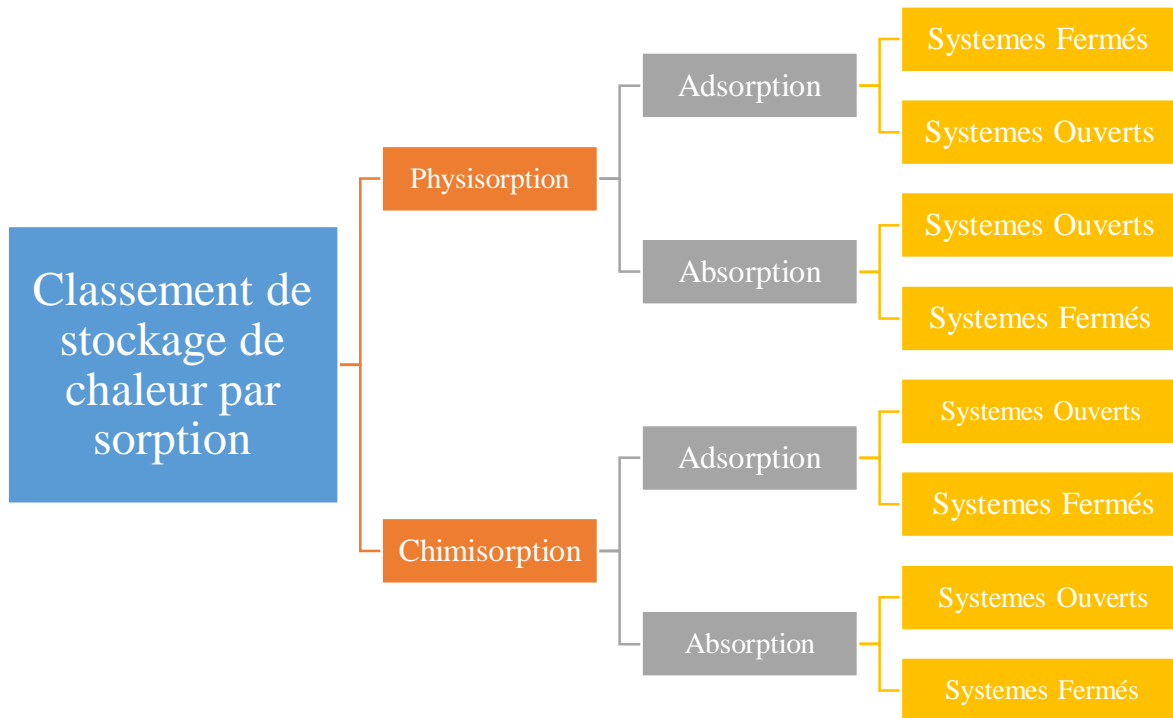 Classement de
stockage de
chaleur par
sorption
Physisorption
Adsorption
Systemes Fermés
Systemes Ouverts
Absorption
Systemes Ouverts
Systemes Fermés
Chimisorption
Adsorption
Systemes Ouverts
Systemes Fermés
Absorption
Systemes Ouverts
Systemes Fermés